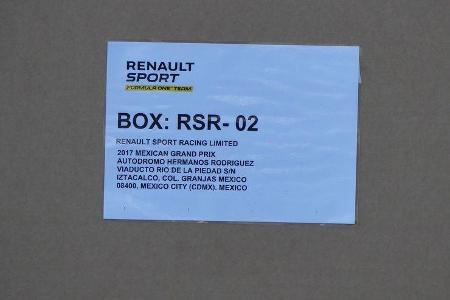 RENAULT
SPORT
FORMULA ONE TEAM
BOX: RSR- 02
RENAULT SPORT RACING LIMITED
2017 MEXICAN GRAND PRIX
AUTODROMO HERMANOS RODRIGUEZ
VIADUCTO RIO DE LA PIEDAD S/N
IZTACALCO, COL. GRANJAS MEXICO
08400, MEXICO CITY (CDMX). MEXICO